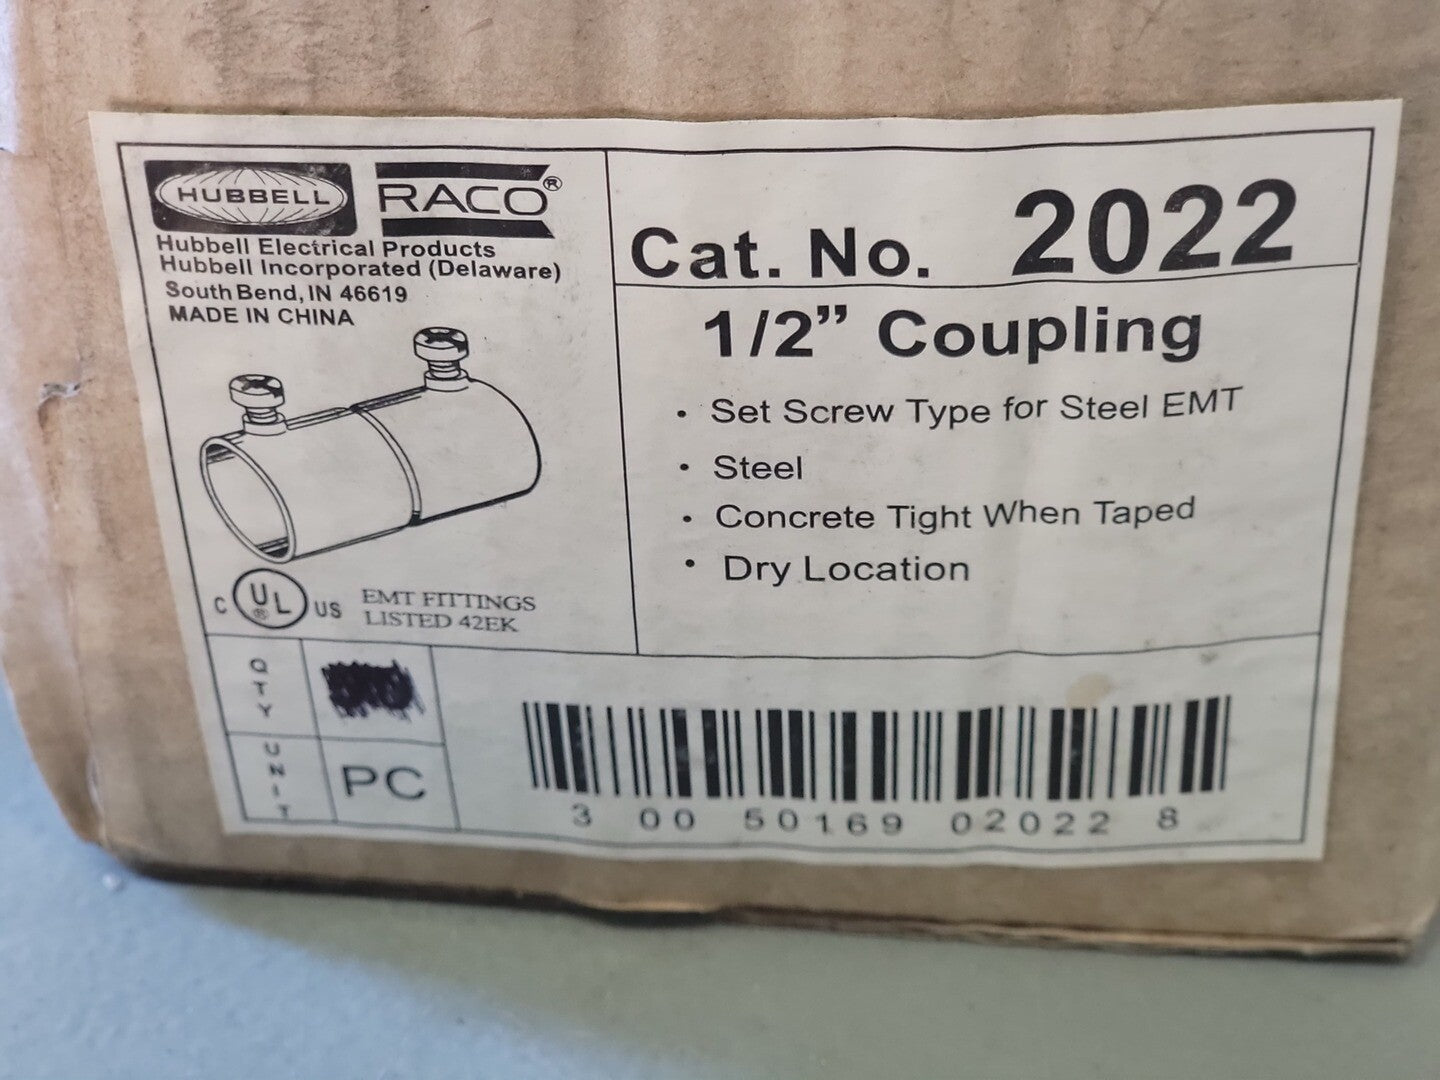 HUBBELL
RACO®
Hubbell Electrical Products
Hubbell Incorporated (Delaware)
South Bend, IN 46619
MADE IN CHINA
C UL® US
EMT FITTINGS
LISTED 42EK
Cat. No. 2022
1/2” Coupling
• Set Screw Type for Steel EMT
• Steel
• Concrete Tight When Taped
• Dry Location
QTY
UNIT
PC
3 00 50169 02022 8